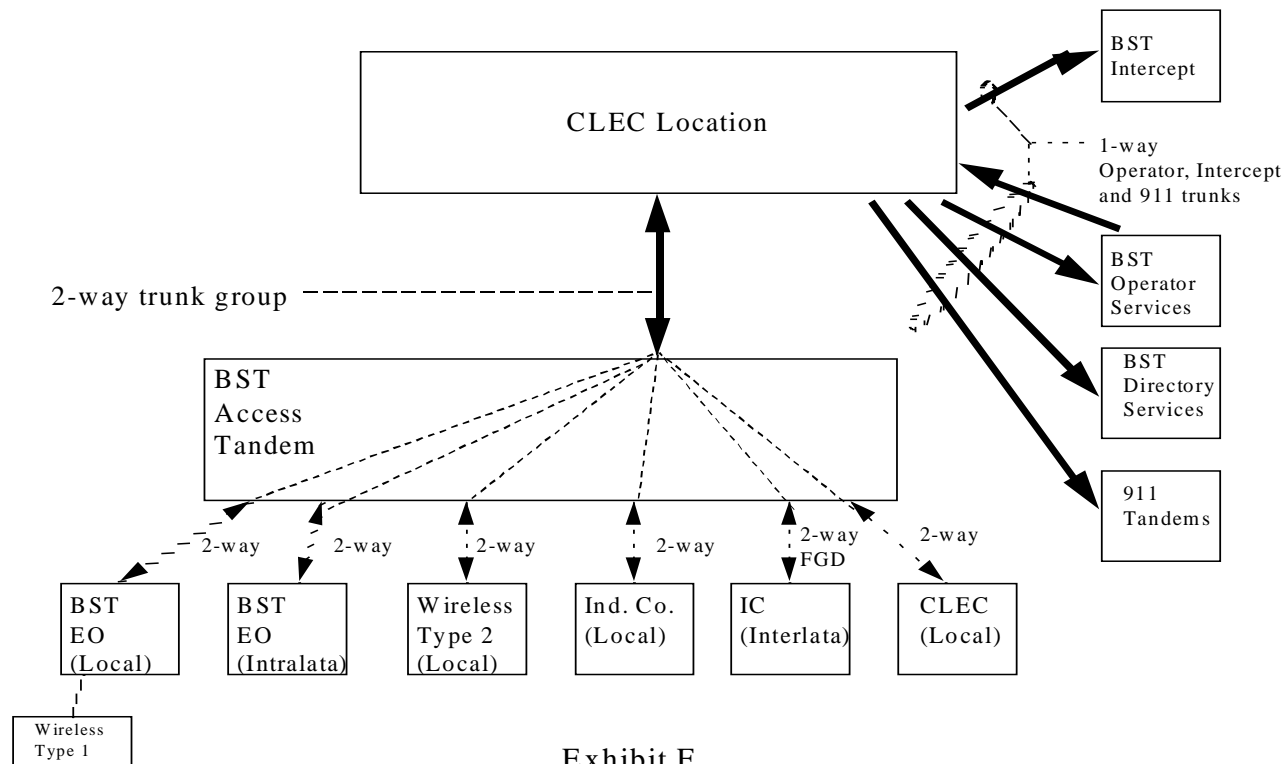 BST
Intercept
CLEC Location
1-way
Operator, Intercept
and 911 trunks
BST
Operator
Services
2-way trunk group
BST
Access
Tandem
BST
Directory
Services
911
Tandems
2-way
2-way
2-way
2-way
2-way
FGD
2-way
BST
EO
(Local)
BST
EO
(Intralata)
Wireless
Type 2
(Local)
Ind. Co.
(Local)
IC
(Interlata)
CLEC
(Local)
Wireless
Type 1